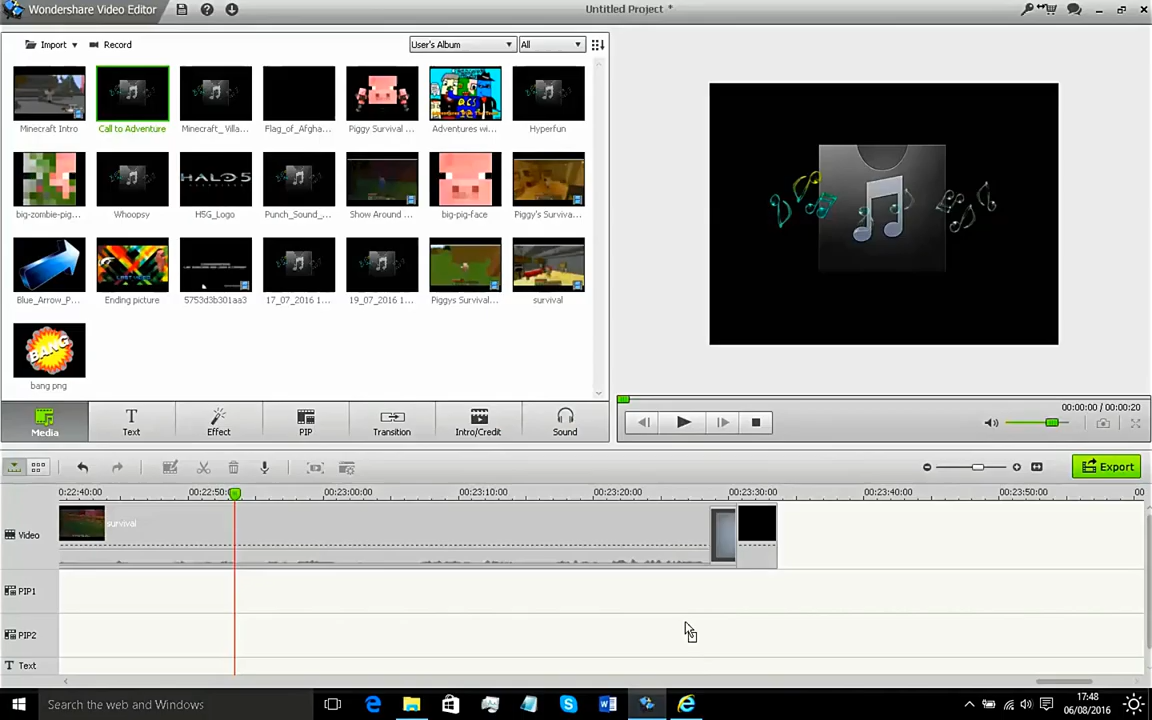 Wondershare Video Editor
Untitled Project *
Import
Record
User's Album
All
Minecraft Intro
Call to Adventure
Minecraft_ Villa...
Flag_of_Afgha...
Piggy Survival ...
Adventures wi...
Hyperfun
big-zombie-pig...
Whoopsy
HSG_Logo
Punch_Sound_...
Show Around ...
big-pig-face
Piggy's Surviva...
HALO 5
Blue_Arrow_P...
Ending picture
5753d3b301aa3
17_07_2016 1...
19_07_2016 1...
Piggys Survival...
survival
BANG
bang png
00:00:00 / 00:00:20
Media
Text
Effect
PIP
Transition
Intro/Credit
Sound
Export
0:22:40:00
00:22:50:
00:23:00:00
00:23:10:00
00:23:20:00
00:23:30:00
00:23:40:00
00:23:50:00
00
Video
survival
PIP1
PIP2
Text
Search the web and Windows
17:48
06/08/2016